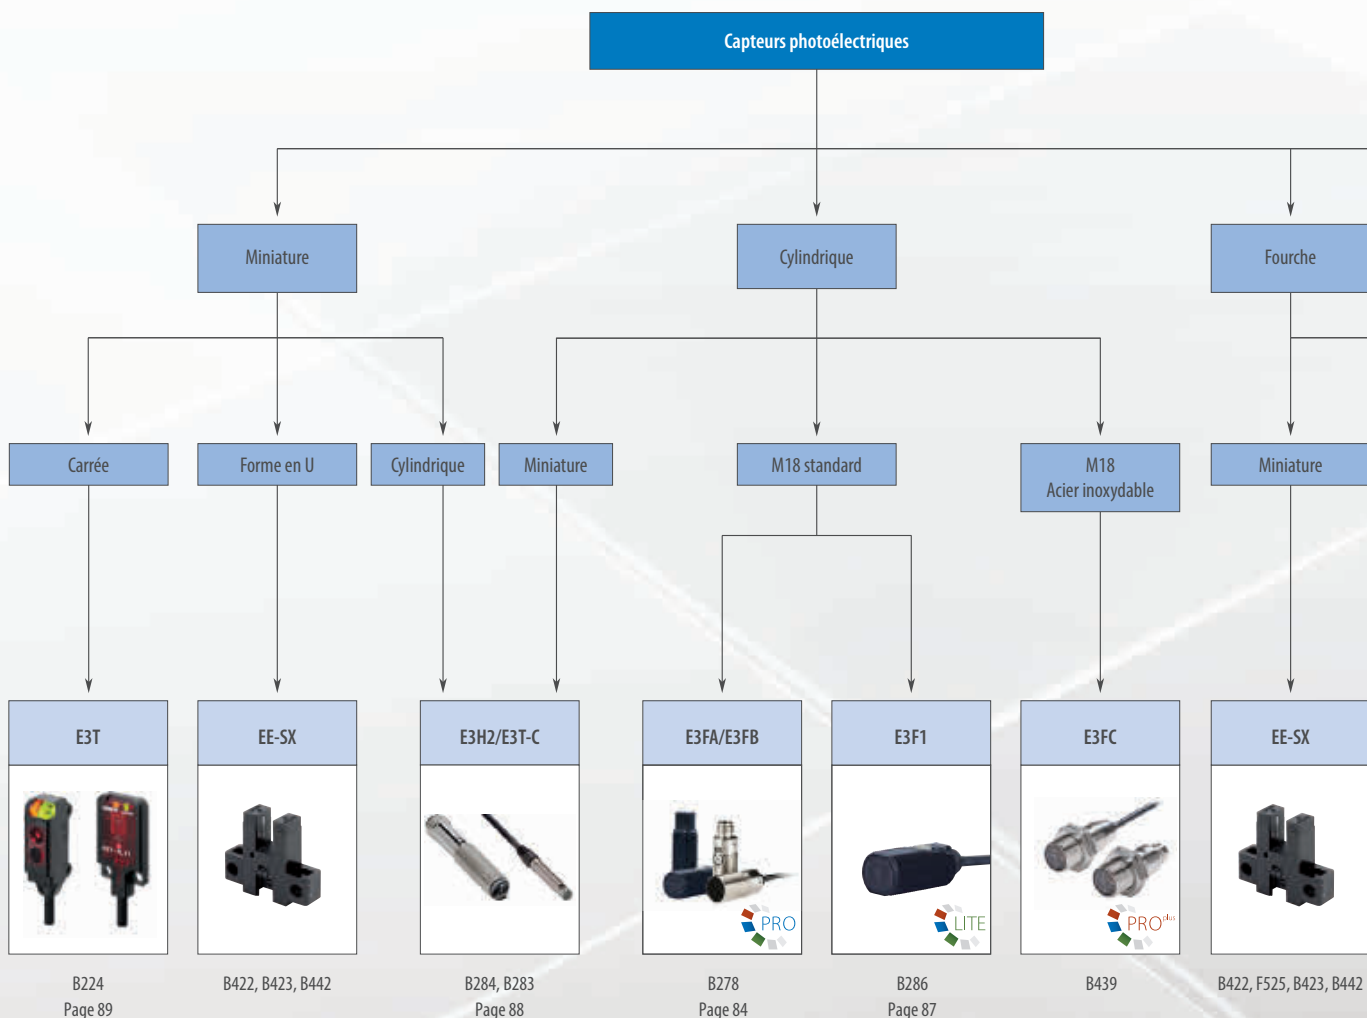 Capteurs photoélectriques
Miniature
Cylindrique
Fourche
Carrée
Forme en U
Cylindrique
Miniature
M18 standard
M18
Acier inoxydable
Miniature
E3T
EE-SX
E3H2/E3T-C
E3FA/E3FB
E3F1
E3FC
EE-SX
PRO
LITE
PRO plus
B224
Page 89
B422, B423, B442
B284, B283
Page 88
B278
Page 84
B286
Page 87
B439
B422, F525, B423, B442